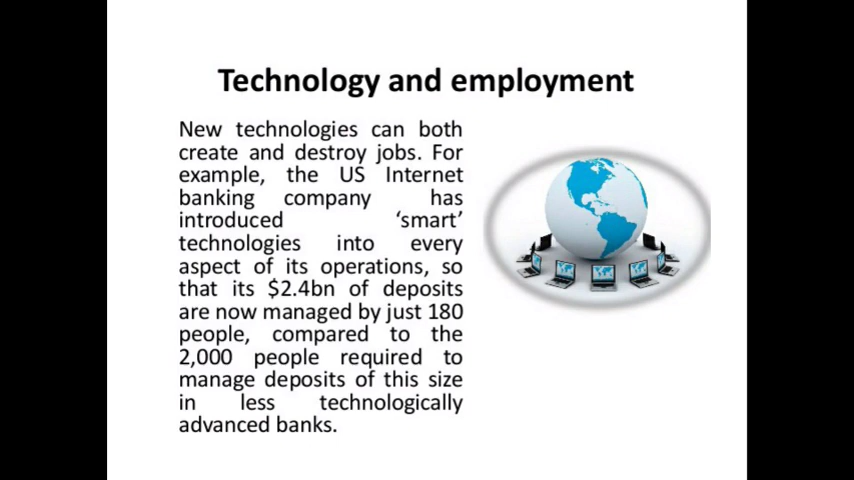 Technology and employment
New technologies can both
create and destroy jobs. For
example, the US Internet
banking company has
introduced ‘smart’
technologies into every
aspect of its operations, so
that its $2.4bn of deposits
are now managed by just 180
people, compared to the
2,000 people required to
manage deposits of this size
in less technologically
advanced banks.